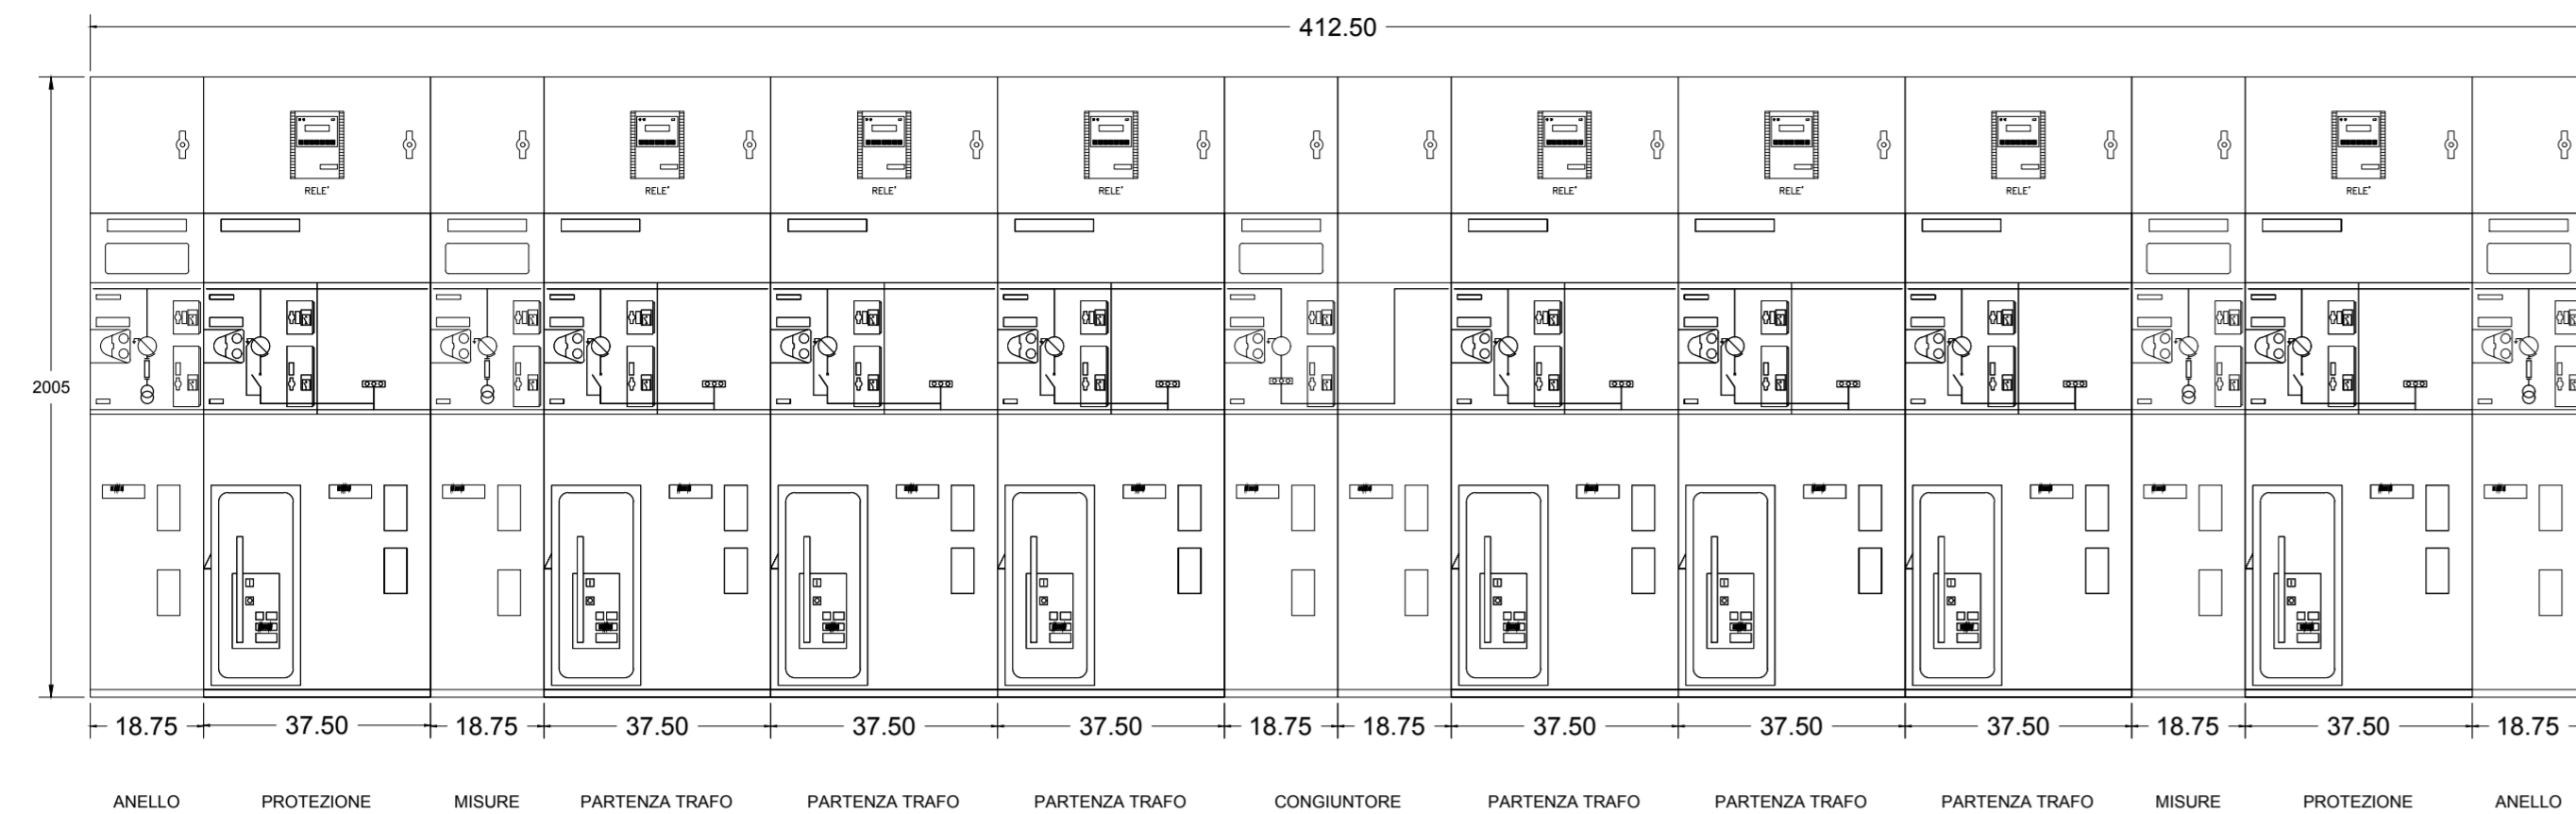 412.50
RELE' RELE' RELE' RELE' RELE' RELE' RELE' RELE'
2005
18.75 37.50 18.75 37.50 37.50 37.50 18.75 18.75 37.50 37.50 37.50 18.75 37.50 18.75
ANELLO PROTEZIONE MISURE PARTENZA TRAFO PARTENZA TRAFO PARTENZA TRAFO CONGIUNTORE PARTENZA TRAFO PARTENZA TRAFO PARTENZA TRAFO MISURE PROTEZIONE ANELLO